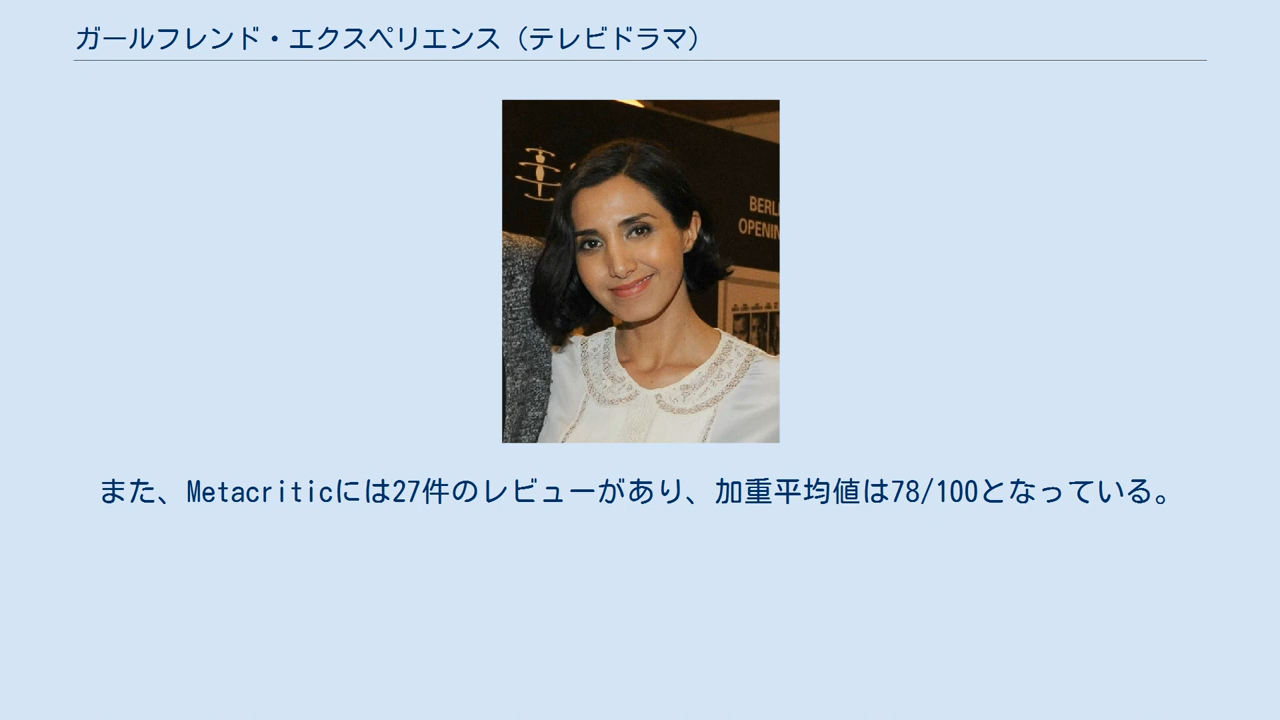 ガールフレンド・エクスペリエンス（テレビドラマ）
BERLI
OPENIN
また、Metacriticには27件のレビューがあり、加重平均値は78/100となっている。